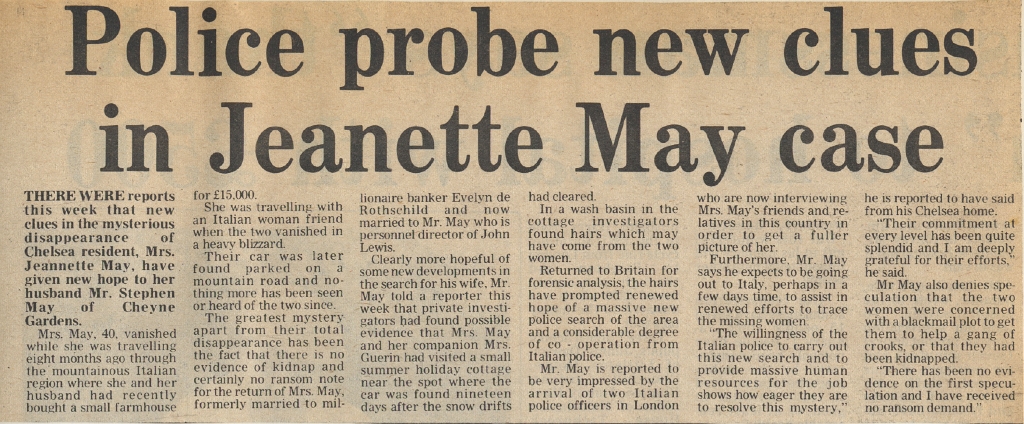 Police probe new clues
in Jeanette May case
THERE WERE reports
this week that new
clues in the mysterious
disappearance of
Chelsea resident, Mrs.
Jeannette May, have
given new hope to her
husband Mr. Stephen
May of Cheyne
Gardens.
Mrs. May, 40, vanished
while she was travelling
eight months ago through
the mountainous Italian
region where she and her
husband had recently
bought a small farmhouse
for £15,000.
She was travelling with
an Italian woman friend
when the two vanished in
a heavy blizzard.
Their car was later
found parked on a
mountain road and no-
thing more has been seen
or heard of the two since.
The greatest mystery
apart from their total
disappearance has been
the fact that there is no
evidence of kidnap and
certainly no ransom note
for the return of Mrs. May,
formerly married to mil-
lionaire banker Evelyn de
Rothschild and now
married to Mr. May who is
personnel director of John
Lewis.
Clearly more hopeful of
some new developments in
the search for his wife, Mr.
May told a reporter this
week that private investi-
gators had found possible
evidence that Mrs. May
and her companion Mrs.
Guerin had visited a small
summer holiday cottage
near the spot where the
car was found nineteen
days after the snow drifts
had cleared.
In a wash basin in the
cottage investigators
found hairs which may
have come from the two
women.
Returned to Britain for
forensic analysis, the hairs
have prompted renewed
hope of a massive new
police search of the area
and a considerable degree
of co - operation from
Italian police.
Mr. May is reported to
be very impressed by the
arrival of two Italian
police officers in London
who are now interviewing
Mrs. May's friends and re-
latives in this country in
order to get a fuller
picture of her.
Furthermore, Mr. May
says he expects to be going
out to Italy, perhaps in a
few days time, to assist in
renewed efforts to trace
the missing women.
"The willingness of the
Italian police to carry out
this new search and to
provide massive human
resources for the job
shows how eager they are
to resolve this mystery,"
he is reported to have said
from his Chelsea home.
"Their commitment at
every level has been quite
splendid and I am deeply
grateful for their efforts,"
he said.
Mr May also denies spe-
culation that the two
women were concerned
with a blackmail plot to get
them to help a gang of
crooks, or that they had
been kidnapped.
"There has been no evi-
dence on the first specu-
lation and I have received
no ransom demand."